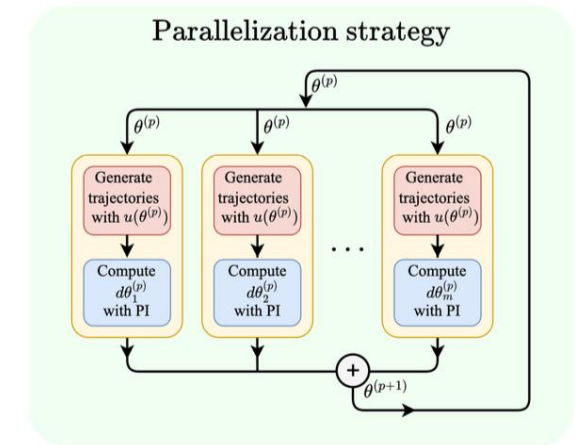 Parallelization strategy
θ^(p)
θ^(p)
θ^(p)
θ^(p)
Generate
trajectories
with u(θ^(p))
Generate
trajectories
with u(θ^(p))
Generate
trajectories
with u(θ^(p))
...
Compute
dθ_1^(p)
with PI
Compute
dθ_2^(p)
with PI
Compute
dθ_m^(p)
with PI
+
θ^(p+1)